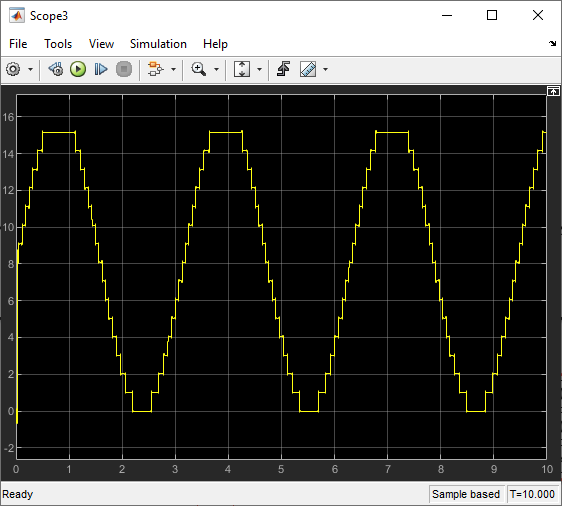 Scope3
File Tools View Simulation Help
16
14
12
10
8
6
4
2
0
-2
0 1 2 3 4 5 6 7 8 9 10
Ready Sample based T=10.000